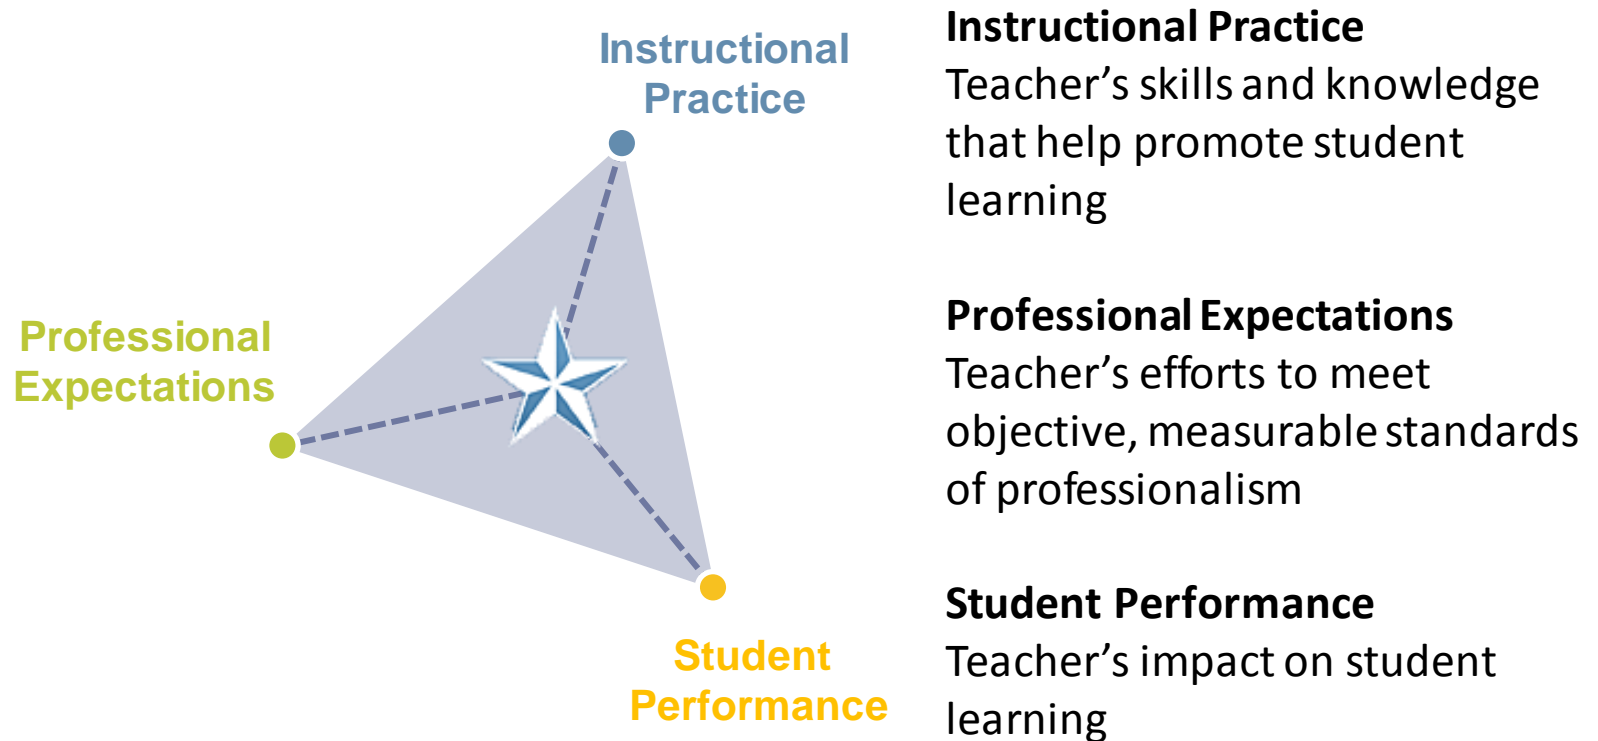 Instructional
Practice
Professional
Expectations
Student
Performance
Instructional Practice
Teacher’s skills and knowledge
that help promote student
learning
Professional Expectations
Teacher’s efforts to meet
objective, measurable standards
of professionalism
Student Performance
Teacher’s impact on student
learning